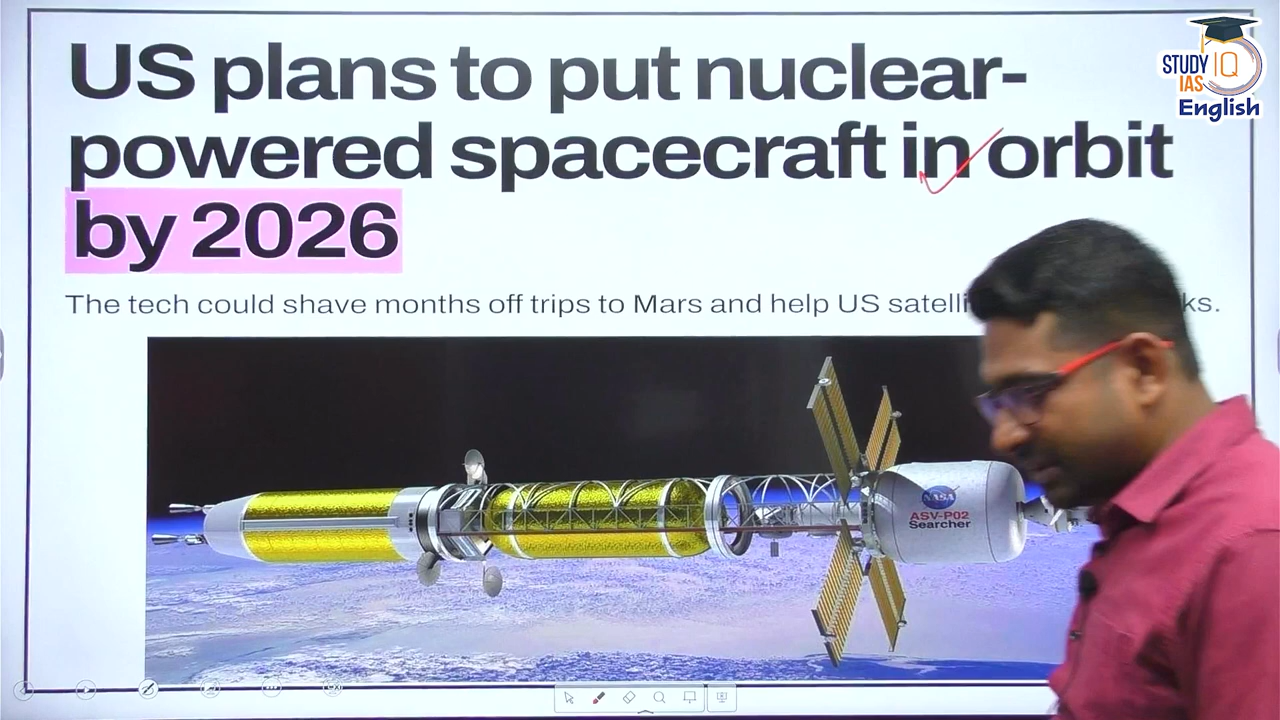 US plans to put nuclear-
powered spacecraft in orbit
by 2026
The tech could shave months off trips to Mars and help US ks.
NASA
ASV-P02
Searcher
STUDY IQ
IAS
English